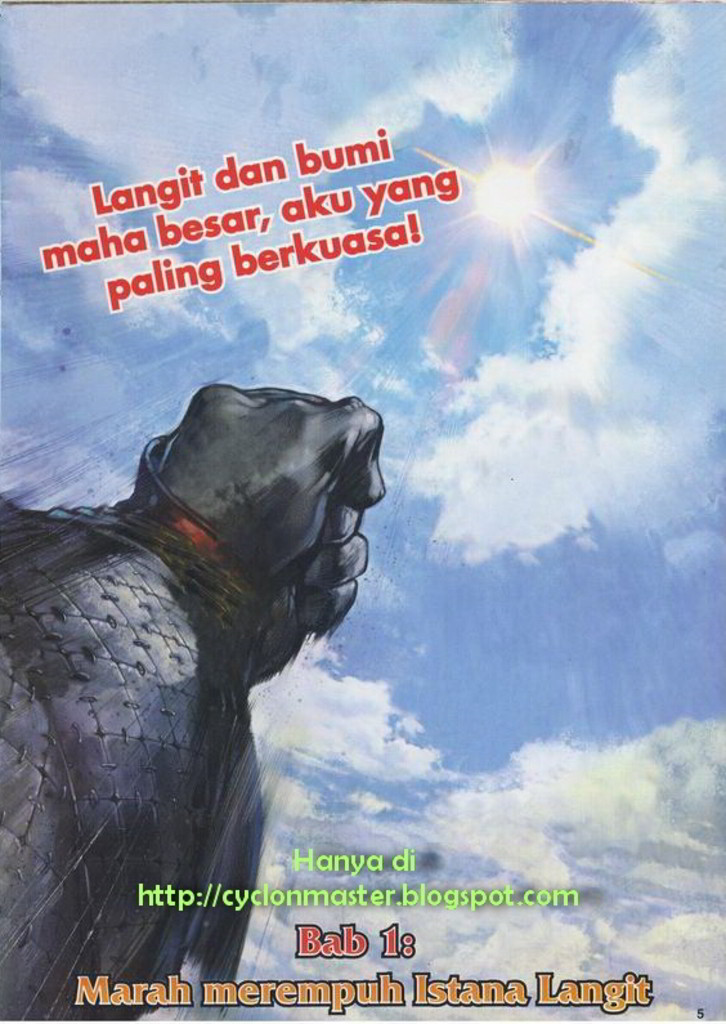 Langit dan bumi
maha besar, aku yang
paling berkuasa!
Hanya di
http://cyclonmaster.blogspot.com
Bab 1:
Marah merempuh Istana Langit
5